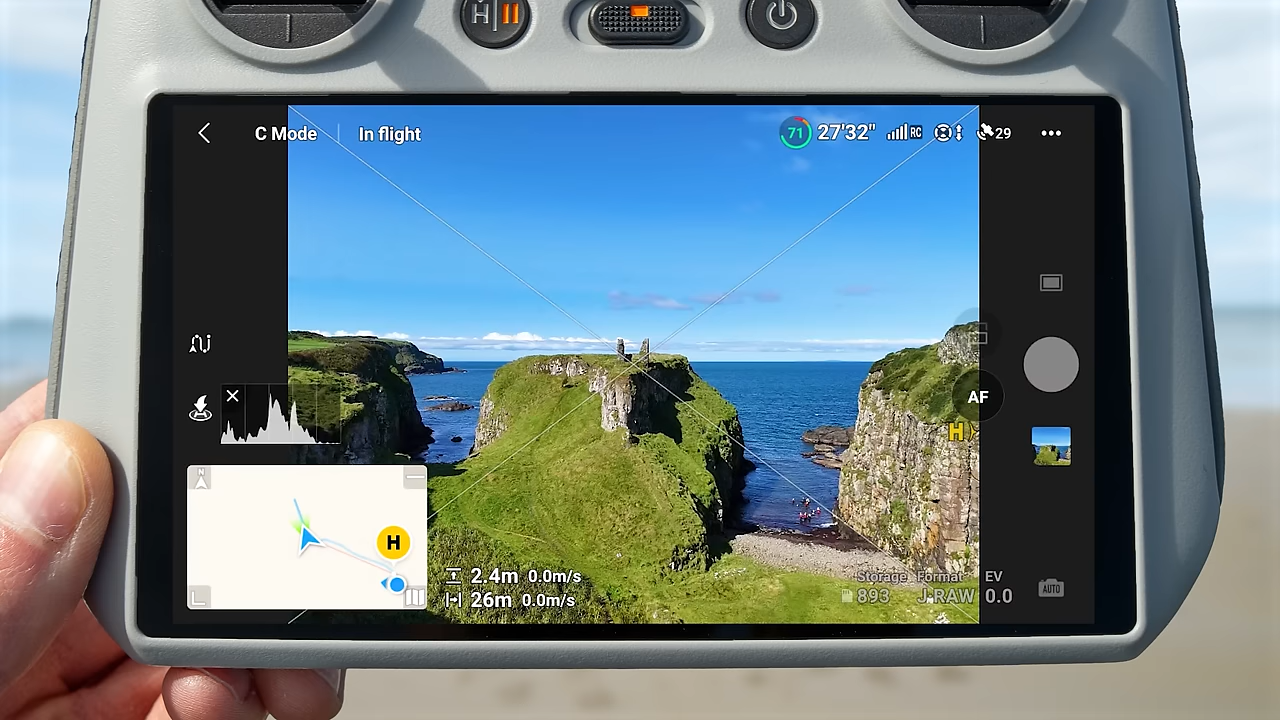 H
C Mode
In flight
71
27'32"
RC
29
AF
H
N
H
2.4m 0.0m/s
H 26m 0.0m/s
Storage Format EV
893 J+RAW 0.0
AUTO